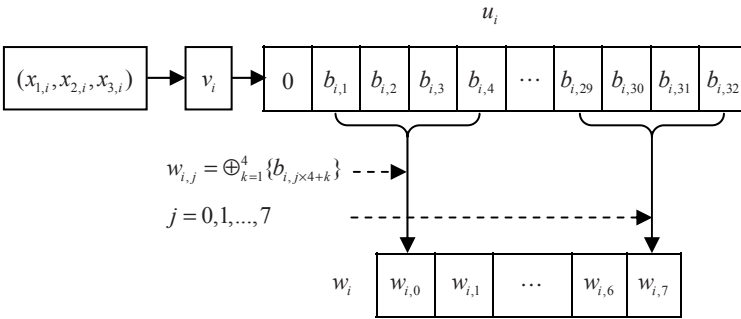 u_i
(x_{1,i}, x_{2,i}, x_{3,i}) v_i 0 b_{i,1} b_{i,2} b_{i,3} b_{i,4} ⋯ b_{i,29} b_{i,30} b_{i,31} b_{i,32}
w_{i,j} = ⊕_{k=1}^{4}{b_{i,j×4+k}}
j = 0,1,...,7
w_i w_{i,0} w_{i,1} ⋯ w_{i,6} w_{i,7}